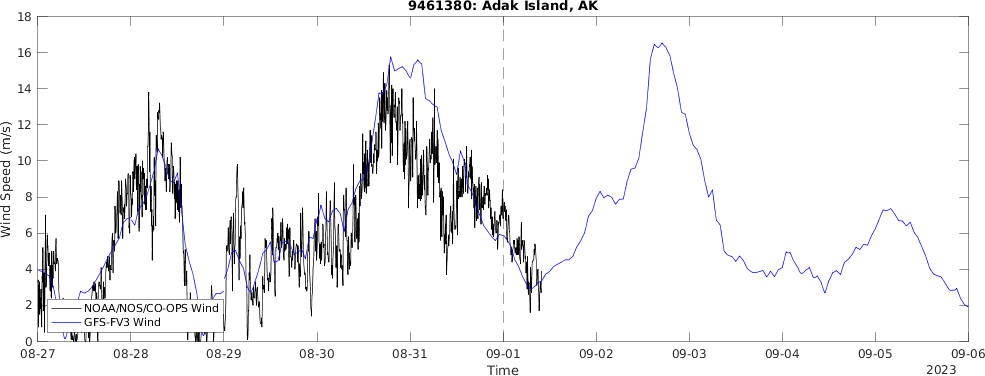 9461380: Adak Island, AK
18
16
14
12
10
8
6
4
2
0
Wind Speed (m/s)
NOAA/NOS/CO-OPS Wind
GFS-FV3 Wind
08-27 08-28 08-29 08-30 08-31 09-01 09-02 09-03 09-04 09-05 09-06
Time
2023